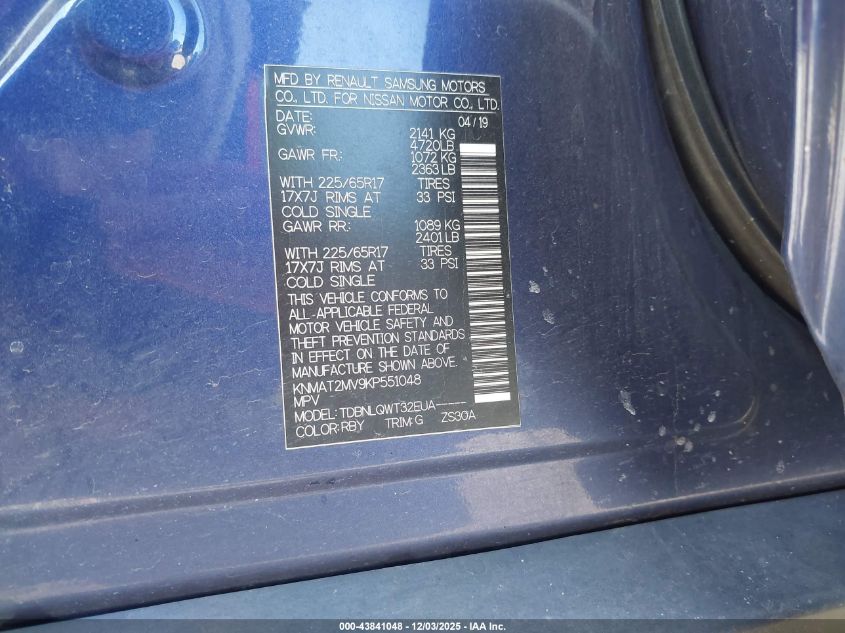 MFD BY RENAULT SAMSUNG MOTORS
CO., LTD. FOR NISSAN MOTOR CO., LTD.
DATE: 04/19
GVWR: 2141 KG
4720LB
GAWR FR: 1072 KG
2363 LB
WITH 225/65R17 TIRES
17X7J RIMS AT 33 PSI
COLD SINGLE
GAWR RR: 1089 KG
2401 LB
WITH 225/65R17 TIRES
17X7J RIMS AT 33 PSI
COLD SINGLE
THIS VEHICLE CONFORMS TO
ALL-APPLICABLE FEDERAL
MOTOR VEHICLE SAFETY AND
THEFT PREVENTION STANDARDS
IN EFFECT ON THE DATE OF
MANUFACTURE SHOWN ABOVE.
KNMAT2MV9KP551048
MPV
MODEL: TDBNLQWT32EUA-----
COLOR:RBY TRIM:G ZS30A
000-43841048 - 12/03/2025 - IAA Inc.